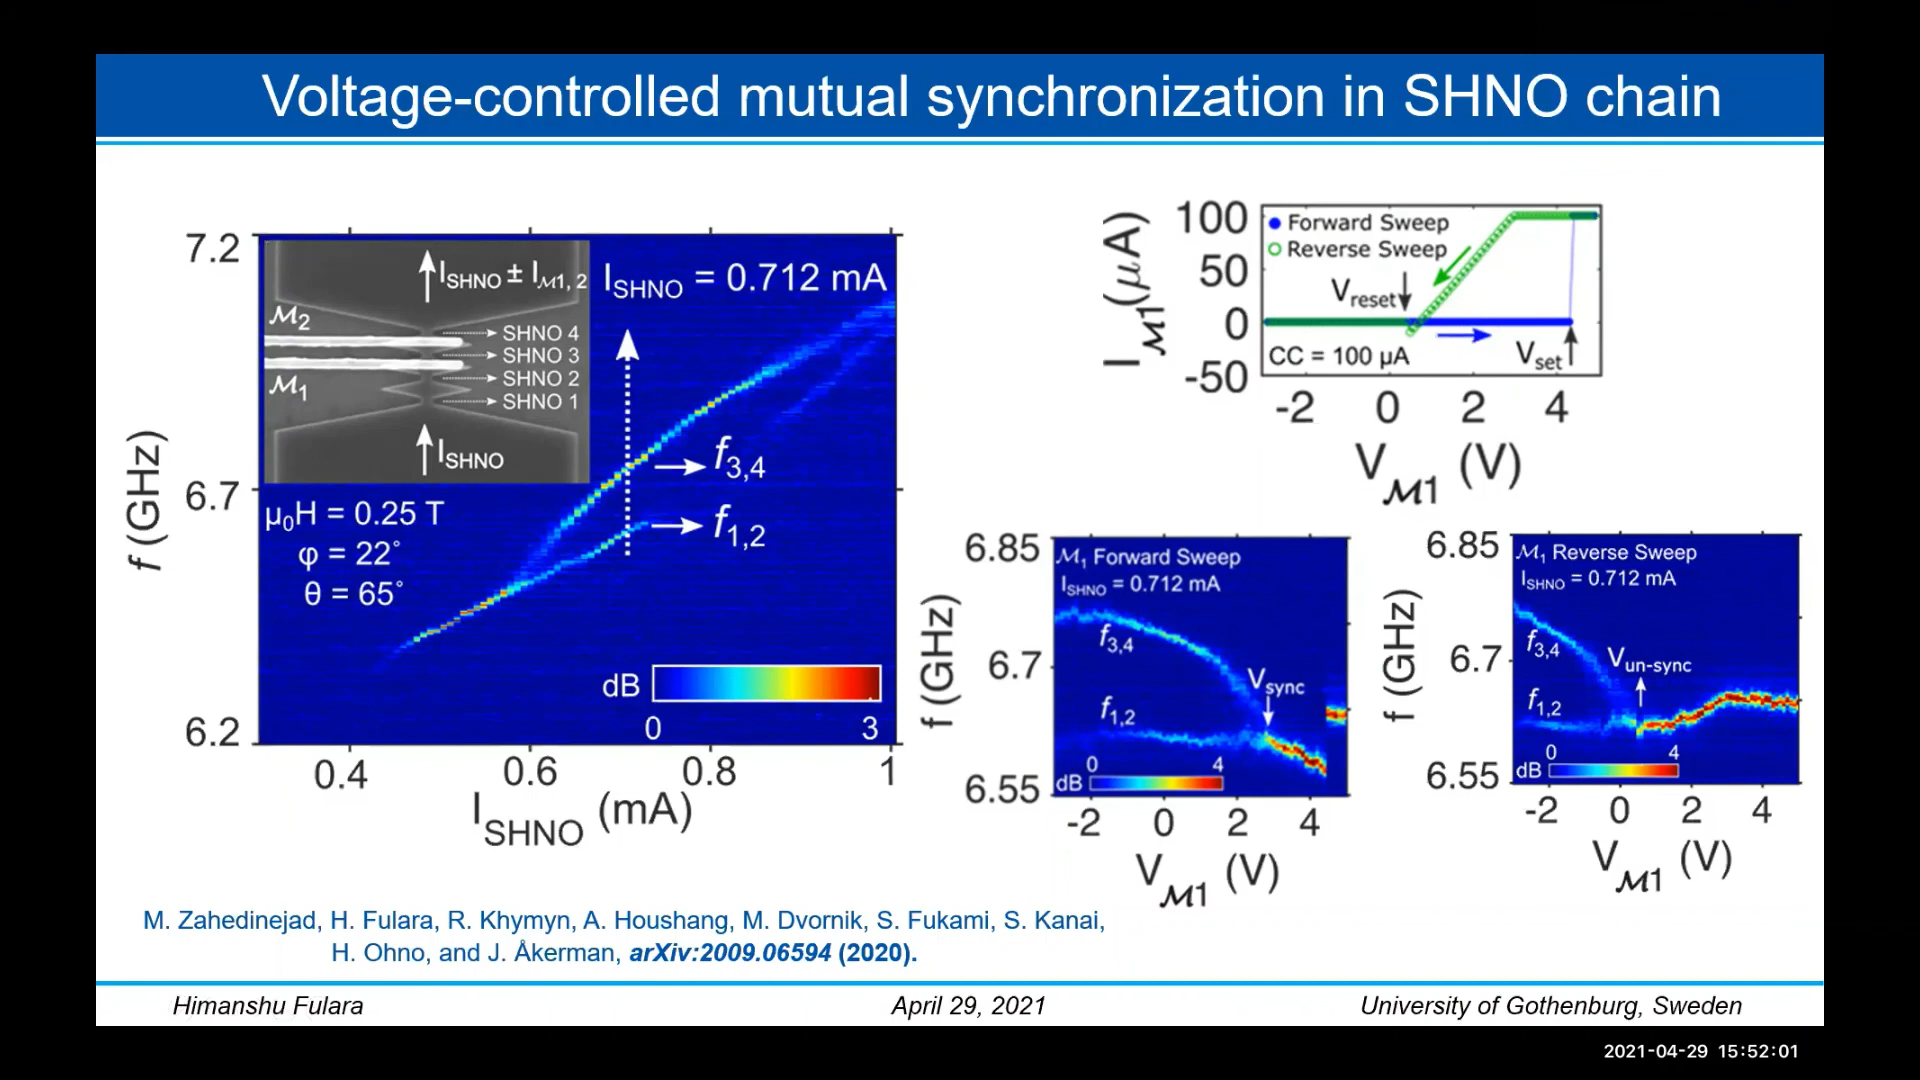 Voltage-controlled mutual synchronization in SHNO chain
7.2
6.7
6.2
f (GHz)
0.4
0.6
0.8
1
I_SHNO (mA)
I_SHNO ± I_ℳ1, 2
ℳ2
ℳ1
SHNO 4
SHNO 3
SHNO 2
SHNO 1
I_SHNO
I_SHNO = 0.712 mA
f3,4
f1,2
μ0H = 0.25 T
φ = 22°
θ = 65°
dB
0
3
I_ℳ1 (μA)
100
50
0
-50
Forward Sweep
Reverse Sweep
Vreset
Vset
CC = 100 μA
-2
0
2
4
V_ℳ1 (V)
f (GHz)
6.85
6.7
6.55
ℳ1 Forward Sweep
I_SHNO = 0.712 mA
f3,4
Vsync
f1,2
dB
0
4
-2
0
2
4
V_ℳ1 (V)
f (GHz)
6.85
6.7
6.55
ℳ1 Reverse Sweep
I_SHNO = 0.712 mA
f3,4
Vun-sync
f1,2
dB
0
4
-2
0
2
4
V_ℳ1 (V)
M. Zahedinejad, H. Fulara, R. Khymyn, A. Houshang, M. Dvornik, S. Fukami, S. Kanai,
H. Ohno, and J. Åkerman, arXiv:2009.06594 (2020).
Himanshu Fulara
April 29, 2021
University of Gothenburg, Sweden
2021-04-29 15:52:01